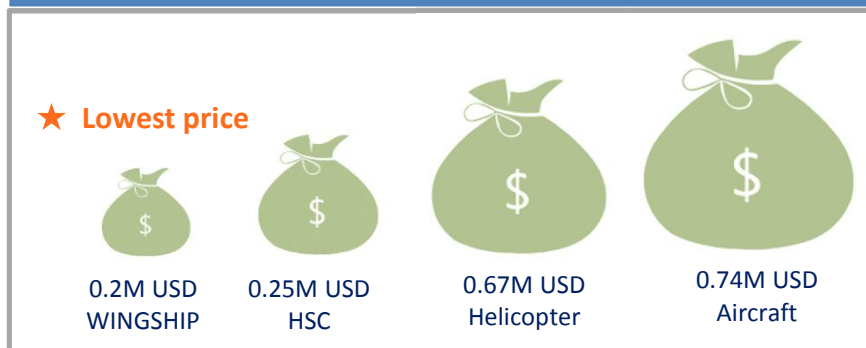 ★ Lowest price
$
$
$
$
0.2M USD
WINGSHIP
0.25M USD
HSC
0.67M USD
Helicopter
0.74M USD
Aircraft